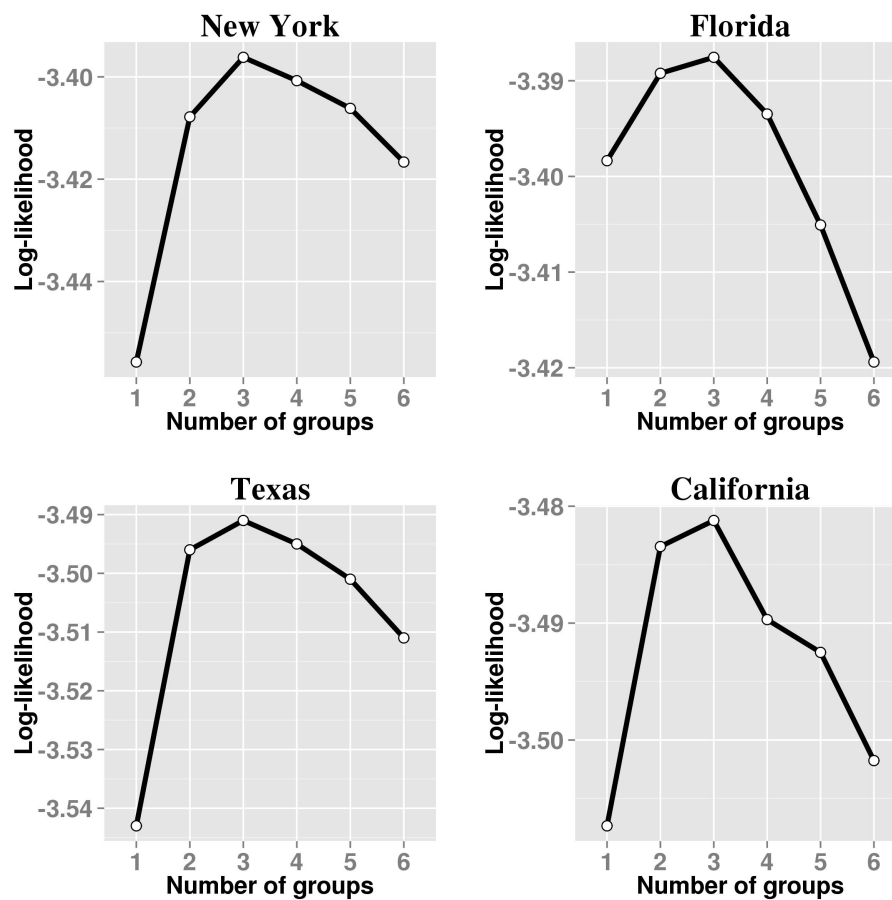 New York
Log-likelihood
-3.40
-3.42
-3.44
1 2 3 4 5 6
Number of groups
Florida
Log-likelihood
-3.39
-3.40
-3.41
-3.42
1 2 3 4 5 6
Number of groups
Texas
Log-likelihood
-3.49
-3.50
-3.51
-3.52
-3.53
-3.54
1 2 3 4 5 6
Number of groups
California
Log-likelihood
-3.48
-3.49
-3.50
1 2 3 4 5 6
Number of groups